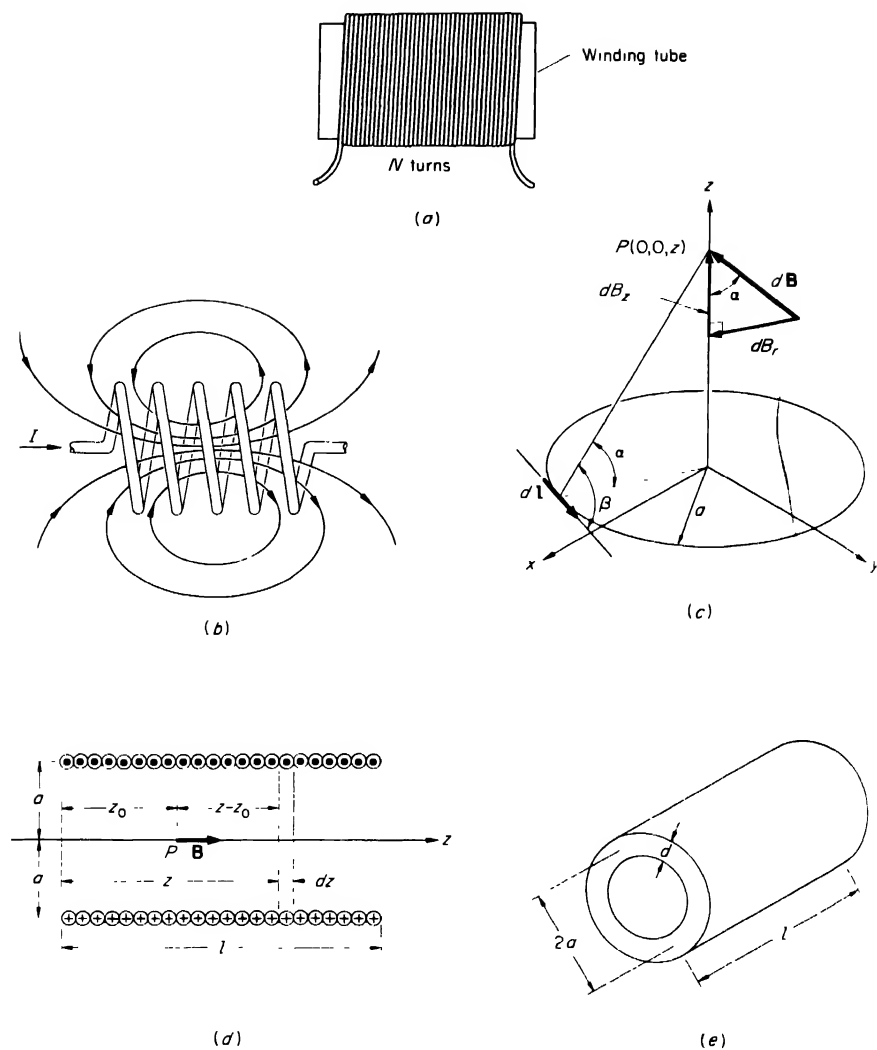 Winding tube
N turns
(a)
z
P(0,0,z)
dB
α
dB_z
dB_r
I
α
dl
β
a
x
y
(b)
(c)
a
z_0
z-z_0
z
P B
a
z
dz
l
d
2a
l
(d)
(e)